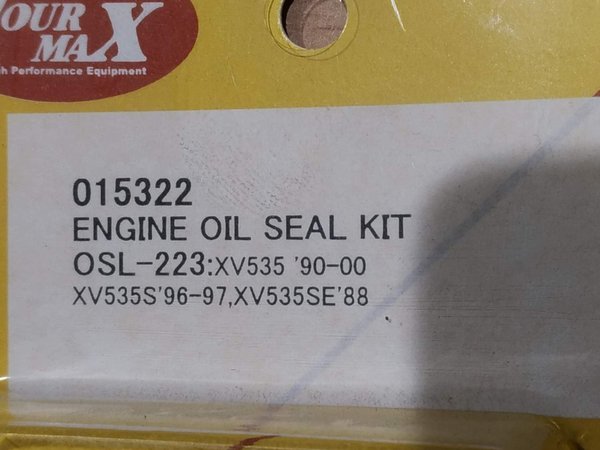 OUR
MAX
h Performance Equipment
015322
ENGINE OIL SEAL KIT
OSL-223:XV535 '90-00
XV535S'96-97,XV535SE'88